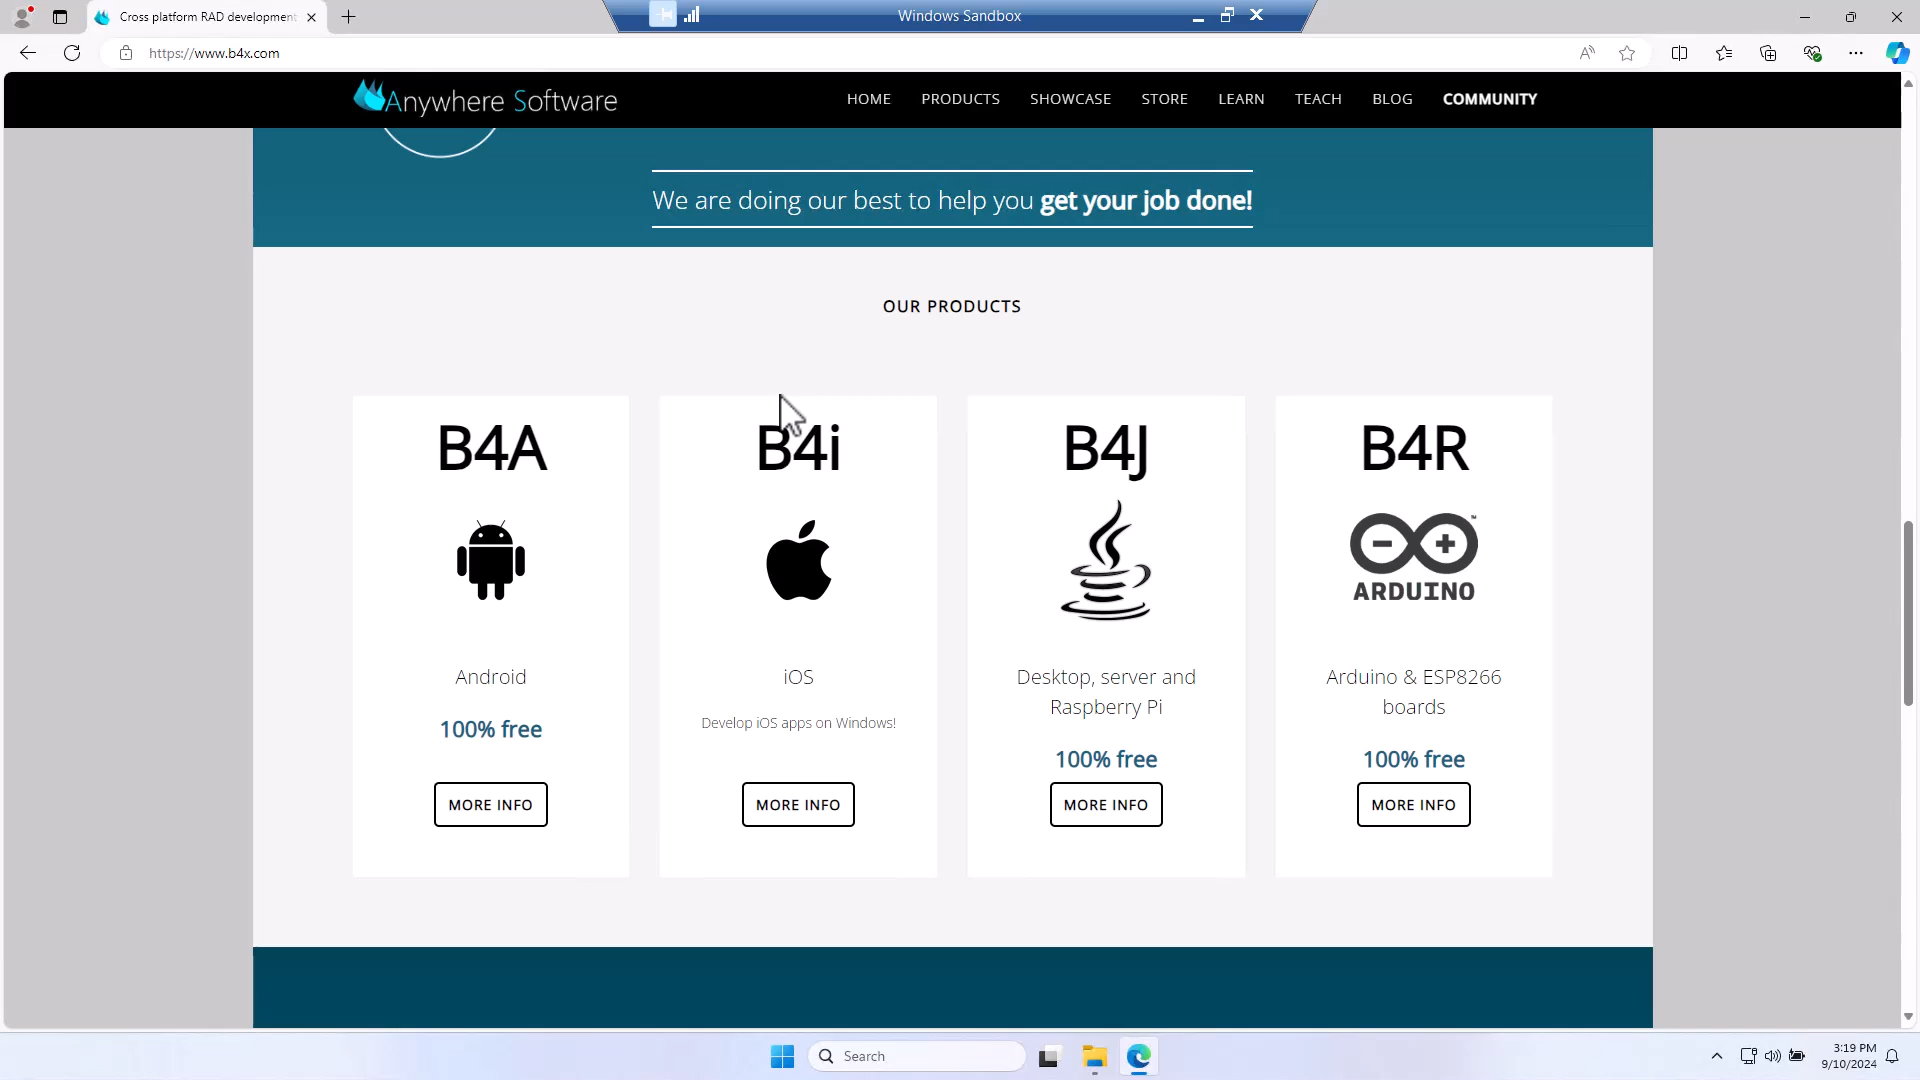 Cross platform RAD development
Windows Sandbox
https://www.b4x.com
Anywhere Software
HOME
PRODUCTS
SHOWCASE
STORE
LEARN
TEACH
BLOG
COMMUNITY
We are doing our best to help you get your job done!
OUR PRODUCTS
B4A
Android
100% free
MORE INFO
B4i
iOS
Develop iOS apps on Windows!
MORE INFO
B4J
Desktop, server and
Raspberry Pi
100% free
MORE INFO
B4R
ARDUINO
TM
Arduino & ESP8266
boards
100% free
MORE INFO
Search
3:19 PM
9/10/2024